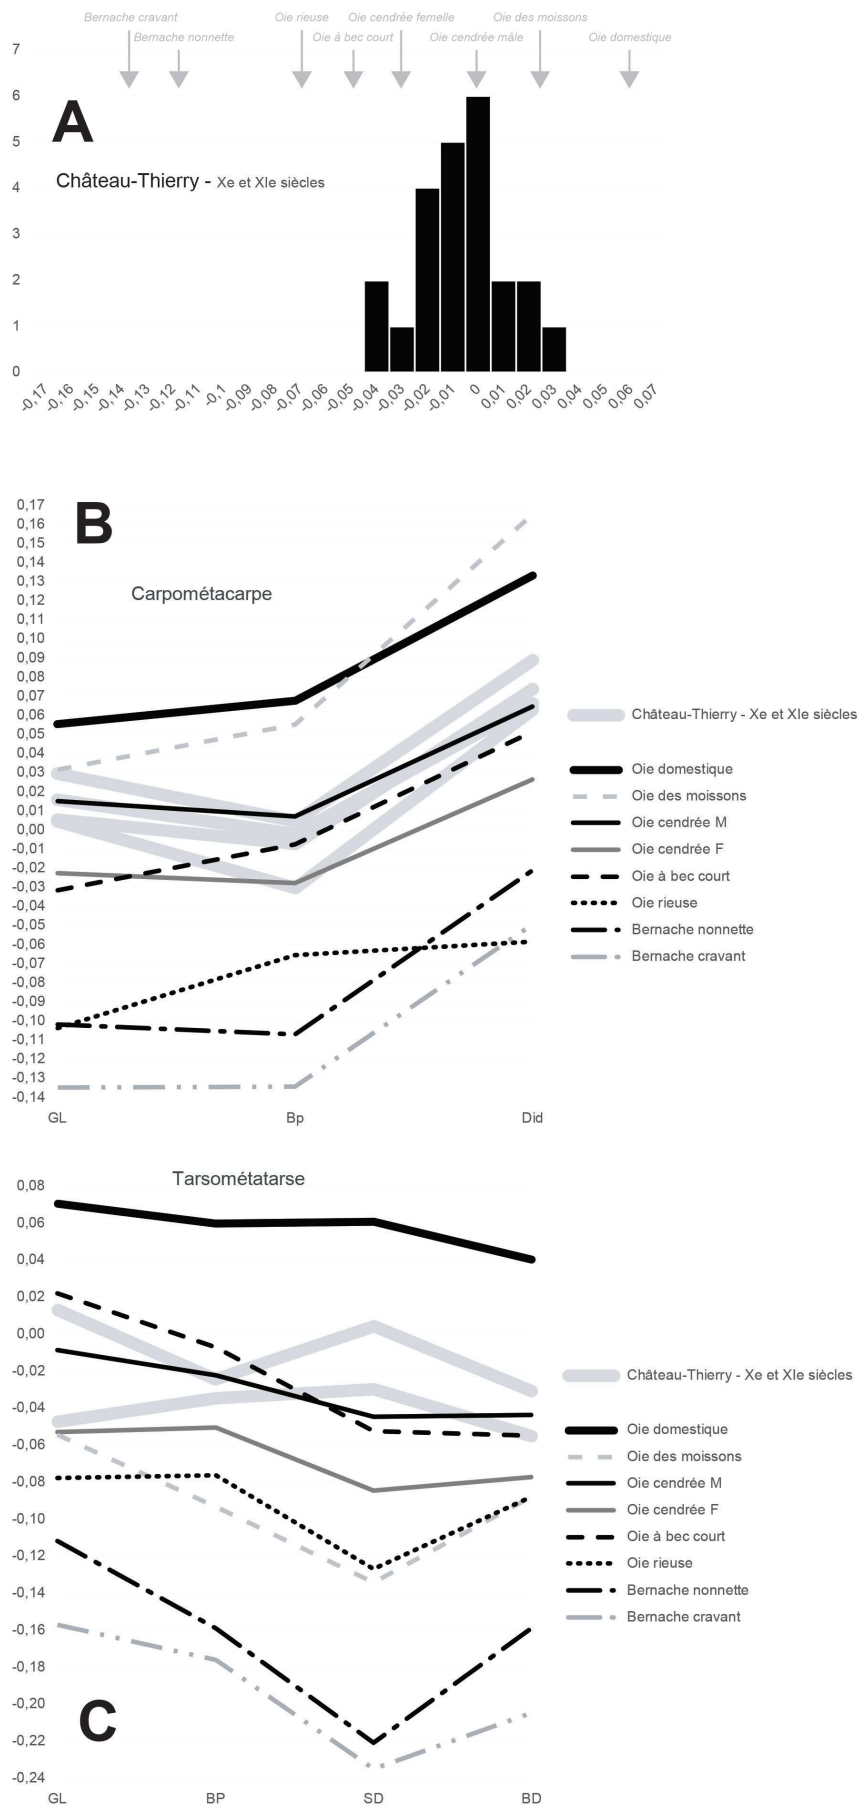 Bernache cravant Oie rieuse Oie cendrée femelle Oie des moissons
Bernache nonnette Oie à bec court Oie cendrée mâle Oie domestique
7
6
A
5
4
Château-Thierry - Xe et XIe siècles
3
2
1
0
-0,17 -0,16 -0,15 -0,14 -0,13 -0,12 -0,11 -0,1 -0,09 -0,08 -0,07 -0,06 -0,05 -0,04 -0,03 -0,02 -0,01 0 0,01 0,02 0,03 0,04 0,05 0,06 0,07
B
Carpométacarpe
0,17
0,16
0,15
0,14
0,13
0,12
0,11
0,10
0,09
0,08
0,07
0,06
0,05
0,04
0,03
0,02
0,01
0,00
-0,01
-0,02
-0,03
-0,04
-0,05
-0,06
-0,07
-0,08
-0,09
-0,10
-0,11
-0,12
-0,13
-0,14
GL Bp Did
Château-Thierry - Xe et XIe siècles
Oie domestique
Oie des moissons
Oie cendrée M
Oie cendrée F
Oie à bec court
Oie rieuse
Bernache nonnette
Bernache cravant
Tarsométatarse
0,08
0,06
0,04
0,02
0,00
-0,02
-0,04
-0,06
-0,08
-0,10
-0,12
-0,14
-0,16
-0,18
-0,20
-0,22
-0,24
C
GL BP SD BD
Château-Thierry - Xe et XIe siècles
Oie domestique
Oie des moissons
Oie cendrée M
Oie cendrée F
Oie à bec court
Oie rieuse
Bernache nonnette
Bernache cravant